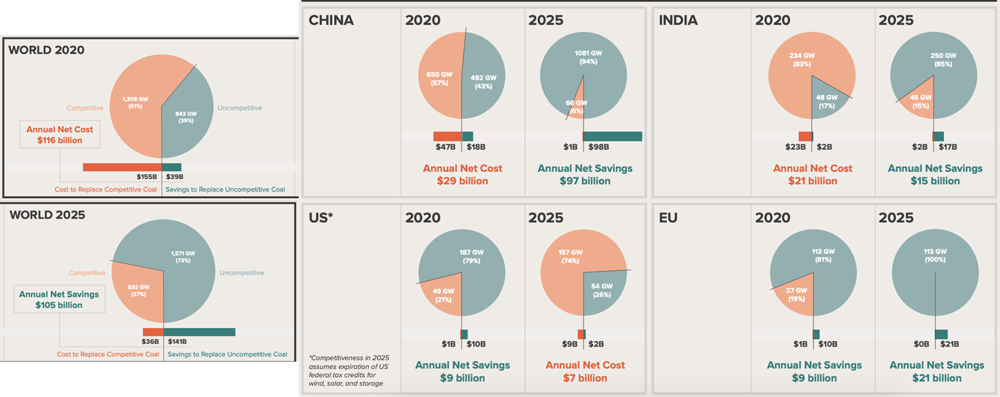 WORLD 2020
1,308 GW
(61%)
843 GW
(39%)
Competitive
Uncompetitive
Annual Net Cost
$116 billion
$155B
$39B
Cost to Replace Competitive Coal
Savings to Replace Uncompetitive Coal
WORLD 2025
1,571 GW
(73%)
592 GW
(27%)
Competitive
Uncompetitive
Annual Net Savings
$105 billion
$36B
$141B
Cost to Replace Competitive Coal
Savings to Replace Uncompetitive Coal
CHINA
2020
650 GW
(57%)
492 GW
(43%)
$47B
$18B
Annual Net Cost
$29 billion
2025
1081 GW
(94%)
66 GW
(6%)
$1B
$98B
Annual Net Savings
$97 billion
INDIA
2020
234 GW
(83%)
48 GW
(17%)
$23B
$2B
Annual Net Cost
$21 billion
2025
250 GW
(85%)
45 GW
(15%)
$2B
$17B
Annual Net Savings
$15 billion
US*
*Competitiveness in 2025
assumes expiration of US
federal tax credits for
wind, solar, and storage
2020
187 GW
(79%)
49 GW
(21%)
$1B
$10B
Annual Net Savings
$9 billion
2025
157 GW
(74%)
54 GW
(26%)
$9B
$2B
Annual Net Cost
$7 billion
EU
2020
113 GW
(81%)
27 GW
(19%)
$1B
$10B
Annual Net Savings
$9 billion
2025
113 GW
(100%)
$0B
$21B
Annual Net Savings
$21 billion